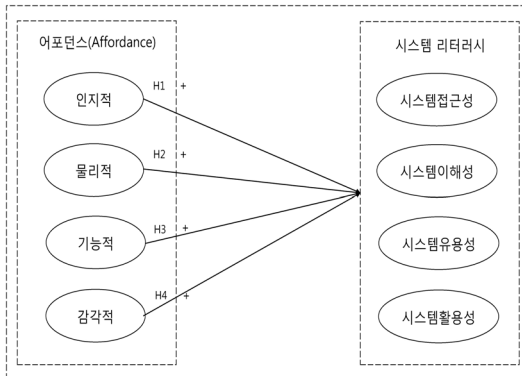 어포던스(Affordance)
인지적
물리적
기능적
감각적
H1 +
H2 +
H3 +
H4 +
시스템 리터러시
시스템접근성
시스템이해성
시스템유용성
시스템활용성